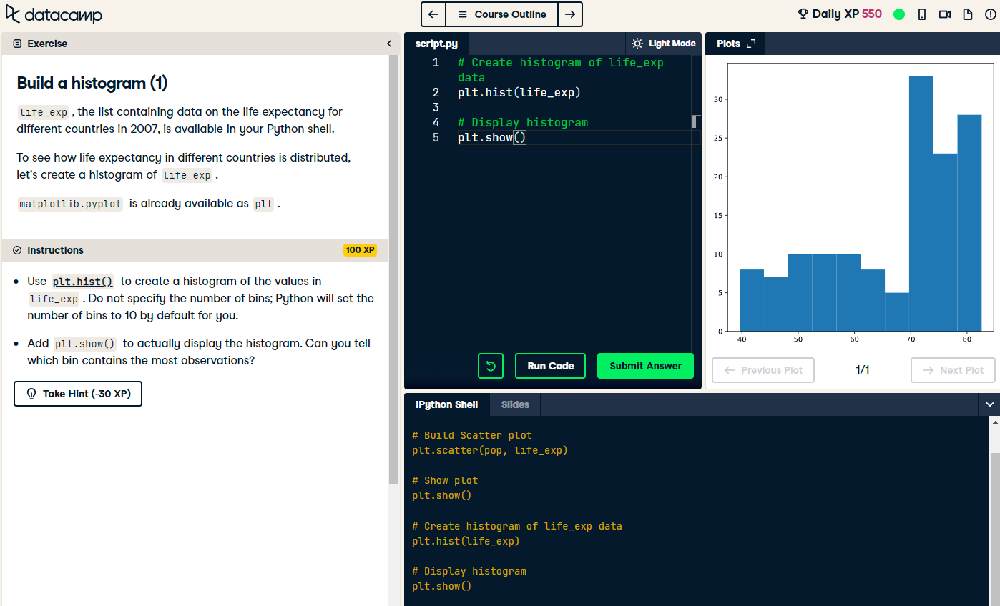 datacamp
Course Outline
Daily XP 550
Exercise
Build a histogram (1)
life_exp , the list containing data on the life expectancy for
different countries in 2007, is available in your Python shell.
To see how life expectancy in different countries is distributed,
let's create a histogram of life_exp .
matplotlib.pyplot is already available as plt .
Instructions
100 XP
Use plt.hist() to create a histogram of the values in
life_exp . Do not specify the number of bins; Python will set the
number of bins to 10 by default for you.
Add plt.show() to actually display the histogram. Can you tell
which bin contains the most observations?
Take Hint (-30 XP)
script.py
Light Mode
1 # Create histogram of life_exp
data
2 plt.hist(life_exp)
3
4 # Display histogram
5 plt.show()
Run Code
Submit Answer
Plots
30
25
20
15
10
5
0
40 50 60 70 80
Previous Plot
1/1
Next Plot
IPython Shell
Slides
# Build Scatter plot
plt.scatter(pop, life_exp)
# Show plot
plt.show()
# Create histogram of life_exp data
plt.hist(life_exp)
# Display histogram
plt.show()